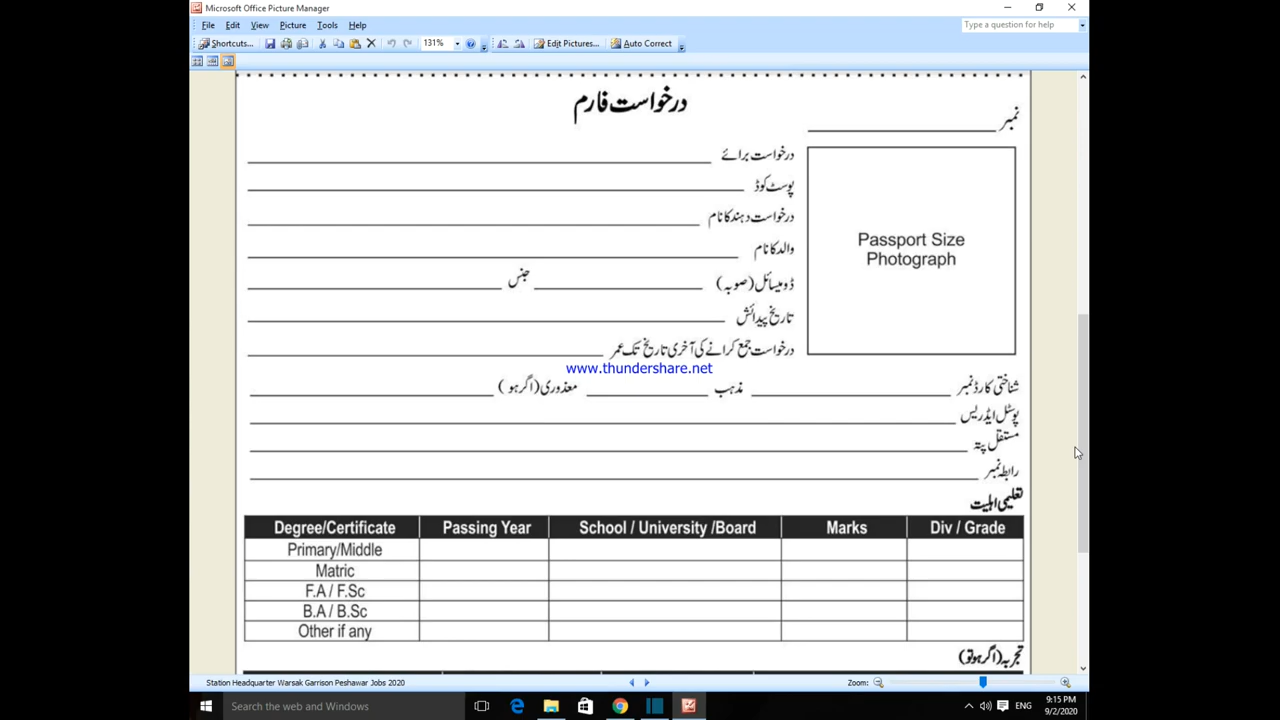 Microsoft Office Picture Manager
File Edit View Picture Tools Help
Type a question for help
Shortcuts... 131% Edit Pictures... Auto Correct
درخواست فارم
نمبر
درخواست برائے
پوسٹ کوڈ
درخواست دہندکا نام
والد کا نام
ڈومیسائل (صوبہ) جنس
تاریخ پیدائش
درخواست جمع کرانے کی آخری تاریخ تک عمر
Passport Size
Photograph
www.thundershare.net
شناختی کارڈ نمبر مذہب معذوری (اگر ہو)
پوسٹل ایڈریس
مستقل پتہ
رابطہ نمبر
تعلیمی اہلیت
Degree/Certificate Passing Year School / University /Board Marks Div / Grade
Primary/Middle
Matric
F.A / F.Sc
B.A / B.Sc
Other if any
تجربہ (اگر ہو تو)
Station Headquarter Warsak Garrison Peshawar Jobs 2020 Zoom:
Search the web and Windows
ENG
9:15 PM
9/2/2020